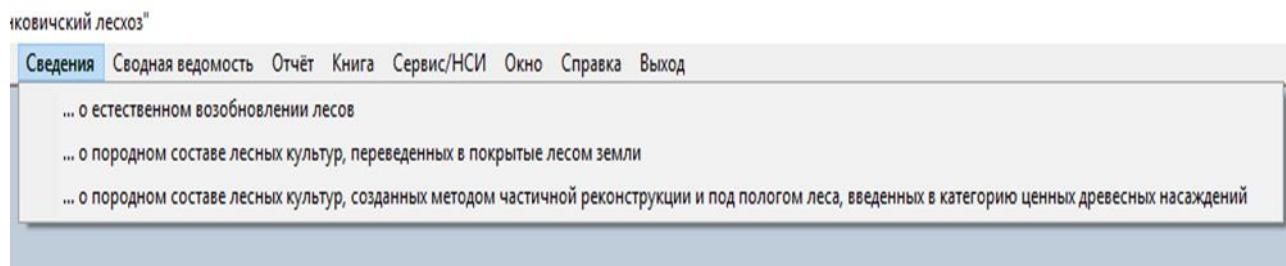 нковичский лесхоз"
Сведения Сводная ведомость Отчёт Книга Сервис/НСИ Окно Справка Выход
... о естественном возобновлении лесов
... о породном составе лесных культур, переведенных в покрытые лесом земли
... о породном составе лесных культур, созданных методом частичной реконструкции и под пологом леса, введенных в категорию ценных древесных насаждений